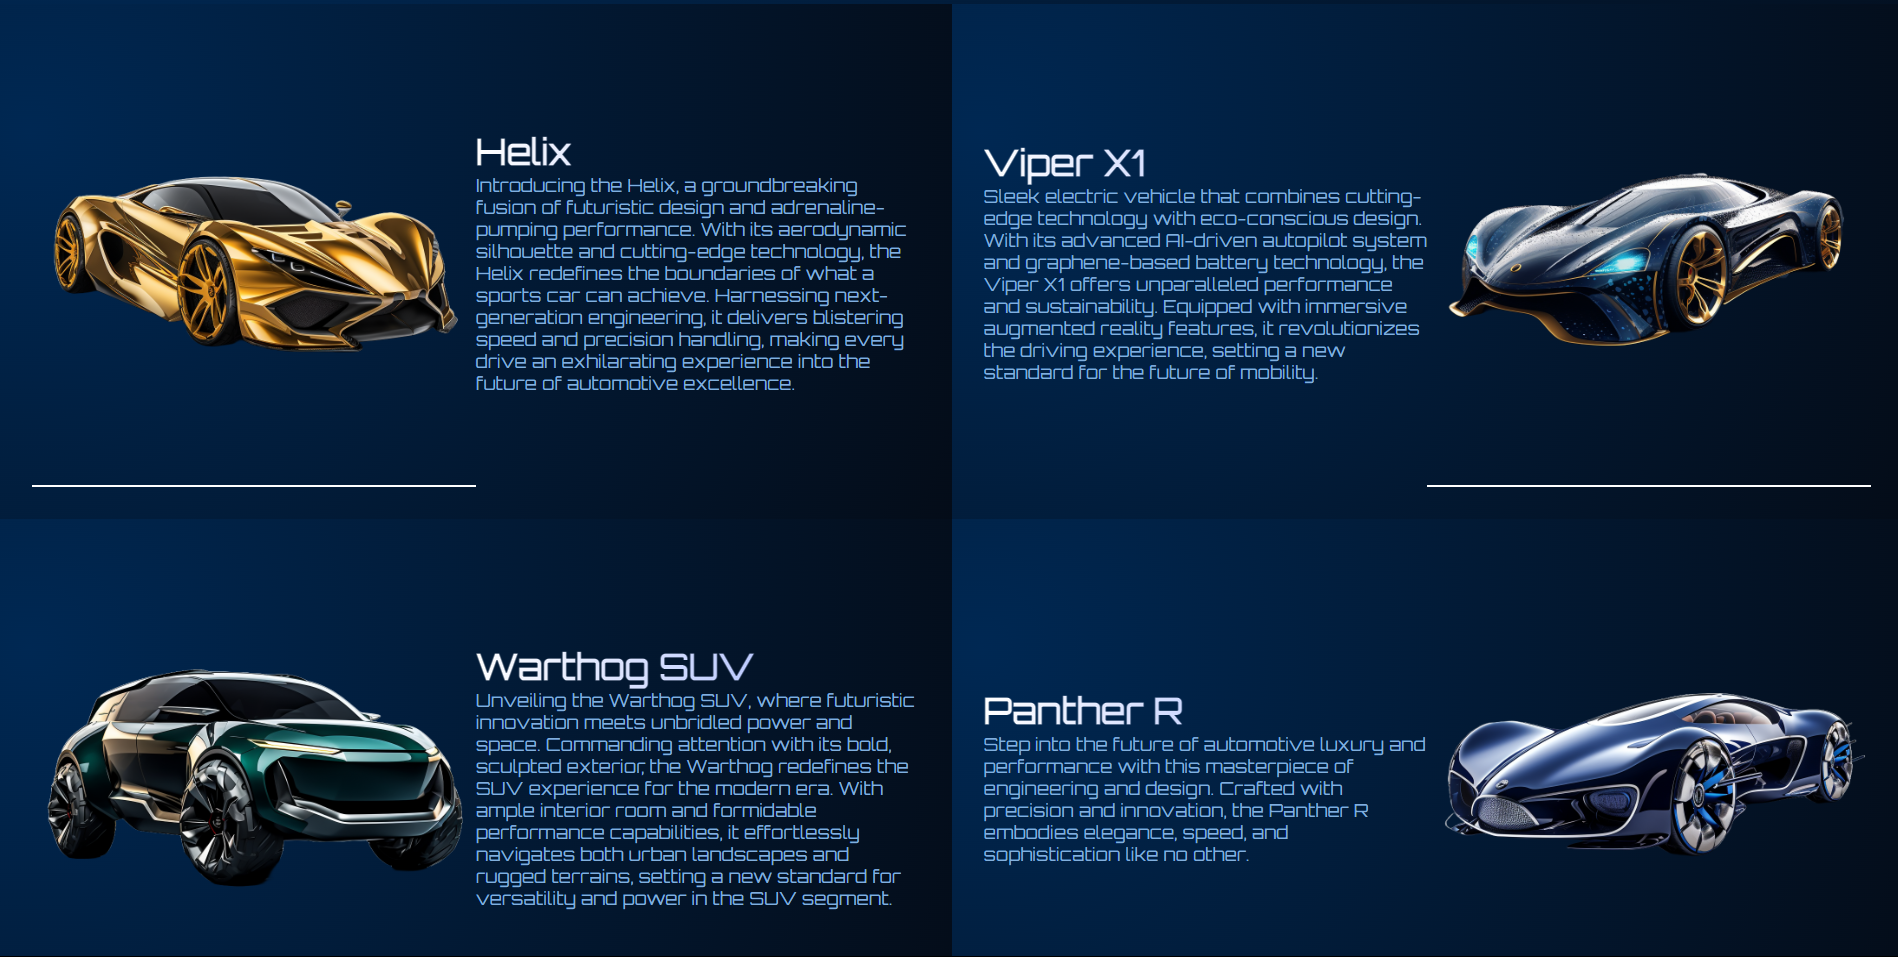 Helix
Introducing the Helix, a groundbreaking
fusion of futuristic design and adrenaline-
pumping performance. With its aerodynamic
silhouette and cutting-edge technology, the
Helix redefines the boundaries of what a
sports car can achieve. Harnessing next-
generation engineering, it delivers blistering
speed and precision handling, making every
drive an exhilarating experience into the
future of automotive excellence.
Viper X1
Sleek electric vehicle that combines cutting-
edge technology with eco-conscious design.
With its advanced AI-driven autopilot system
and graphene-based battery technology, the
Viper X1 offers unparalleled performance
and sustainability. Equipped with immersive
augmented reality features, it revolutionizes
the driving experience, setting a new
standard for the future of mobility.
Warthog SUV
Unveiling the Warthog SUV, where futuristic
innovation meets unbridled power and
space. Commanding attention with its bold,
sculpted exterior, the Warthog redefines the
SUV experience for the modern era. With
ample interior room and formidable
performance capabilities, it effortlessly
navigates both urban landscapes and
rugged terrains, setting a new standard for
versatility and power in the SUV segment.
Panther R
Step into the future of automotive luxury and
performance with this masterpiece of
engineering and design. Crafted with
precision and innovation, the Panther R
embodies elegance, speed, and
sophistication like no other.